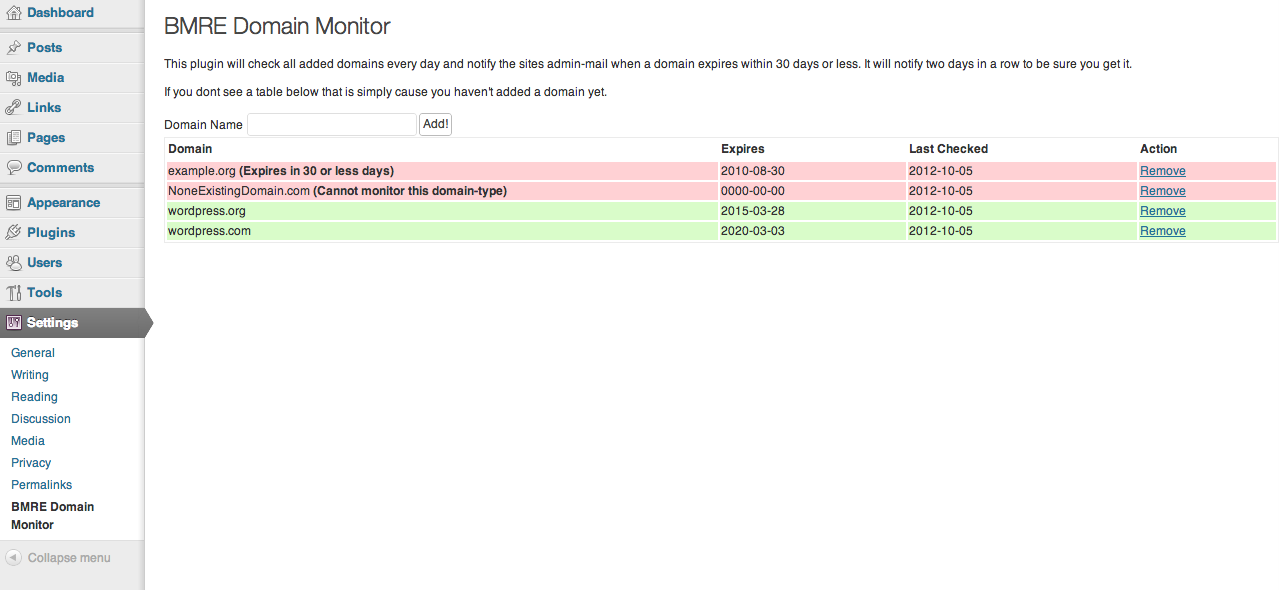 Dashboard
Posts
Media
Links
Pages
Comments
Appearance
Plugins
Users
Tools
Settings
General
Writing
Reading
Discussion
Media
Privacy
Permalinks
BMRE Domain
Monitor
Collapse menu
BMRE Domain Monitor
This plugin will check all added domains every day and notify the sites admin-mail when a domain expires within 30 days or less. It will notify two days in a row to be sure you get it.
If you dont see a table below that is simply cause you haven't added a domain yet.
Domain Name Add!
Domain Expires Last Checked Action
example.org (Expires in 30 or less days) 2010-08-30 2012-10-05 Remove
NoneExistingDomain.com (Cannot monitor this domain-type) 0000-00-00 2012-10-05 Remove
wordpress.org 2015-03-28 2012-10-05 Remove
wordpress.com 2020-03-03 2012-10-05 Remove